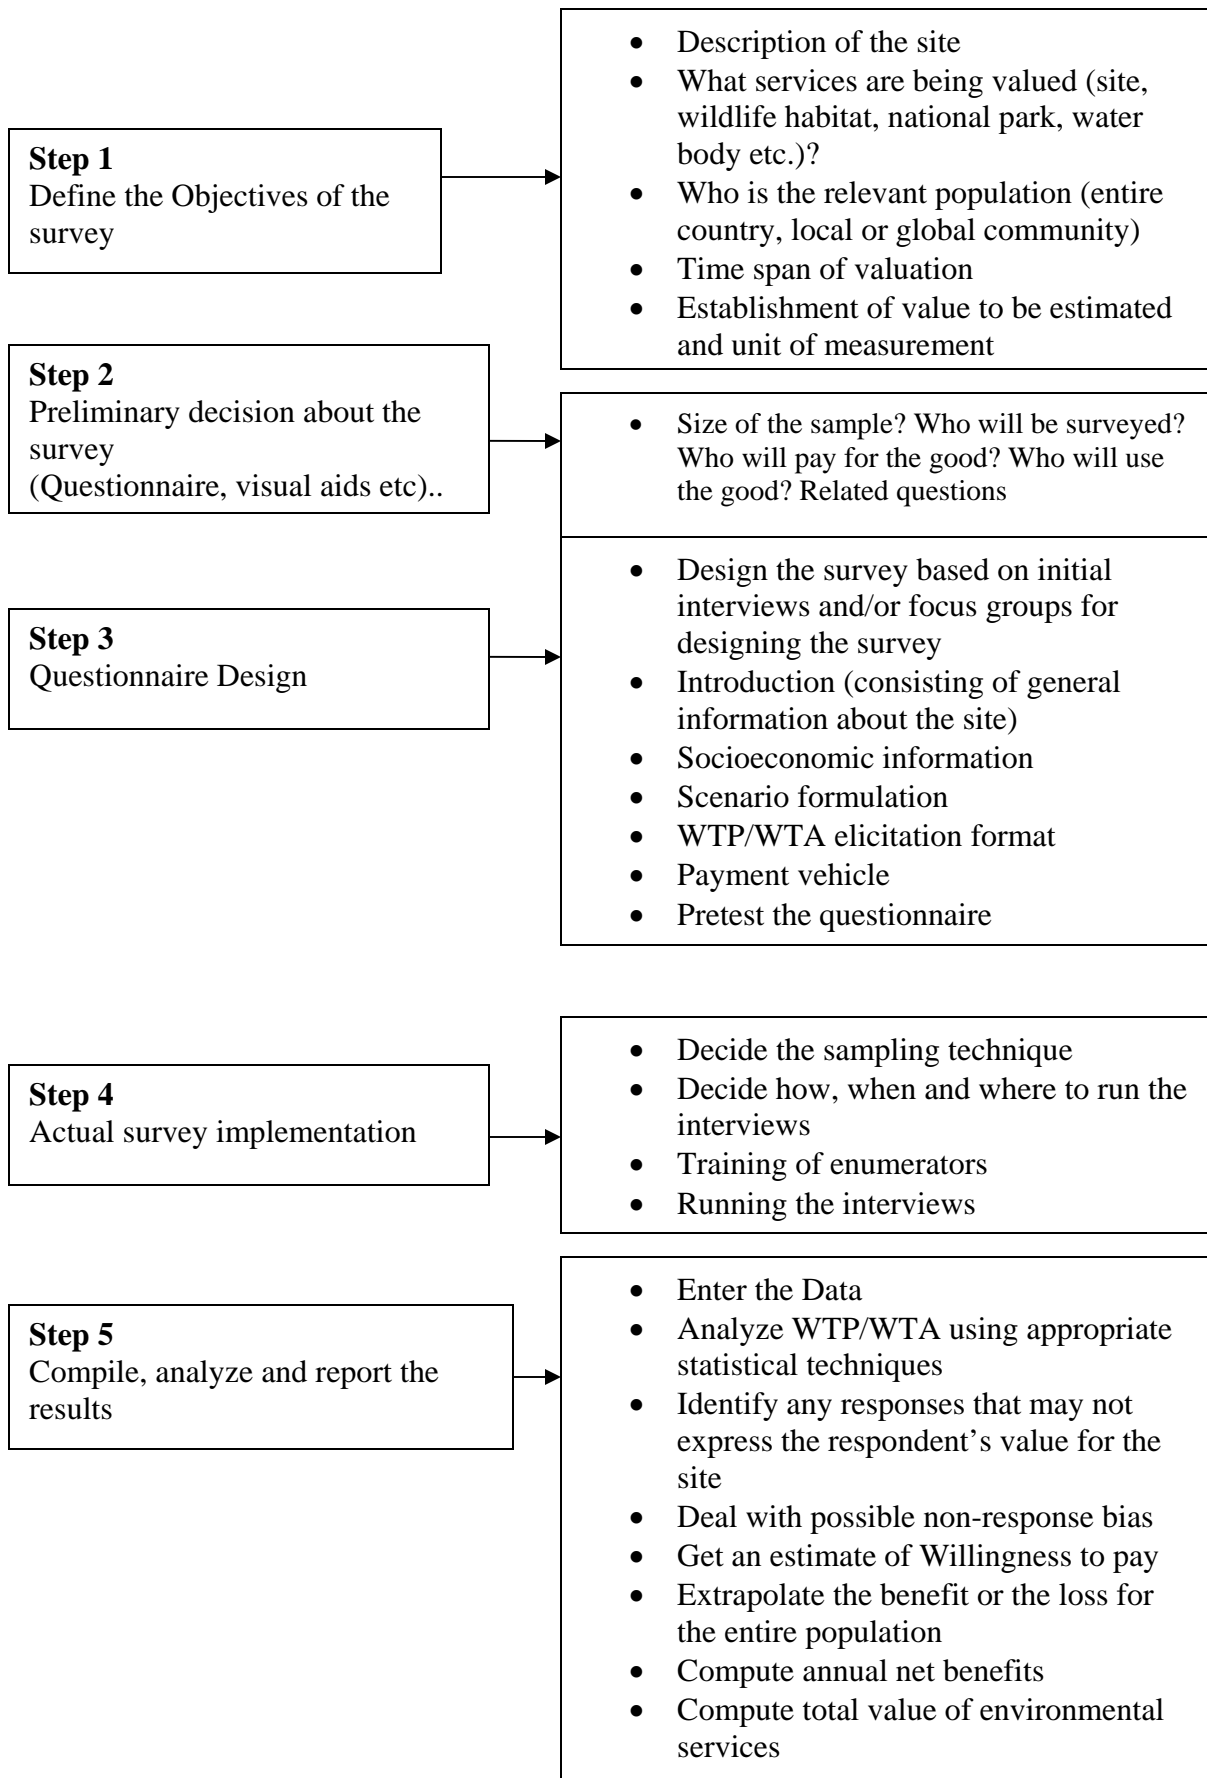 Step 1
Define the Objectives of the
survey
• Description of the site
• What services are being valued (site,
wildlife habitat, national park, water
body etc.)?
• Who is the relevant population (entire
country, local or global community)
• Time span of valuation
• Establishment of value to be estimated
and unit of measurement
Step 2
Preliminary decision about the
survey
(Questionnaire, visual aids etc)..
• Size of the sample? Who will be surveyed?
Who will pay for the good? Who will use
the good? Related questions
Step 3
Questionnaire Design
• Design the survey based on initial
interviews and/or focus groups for
designing the survey
• Introduction (consisting of general
information about the site)
• Socioeconomic information
• Scenario formulation
• WTP/WTA elicitation format
• Payment vehicle
• Pretest the questionnaire
Step 4
Actual survey implementation
• Decide the sampling technique
• Decide how, when and where to run the
interviews
• Training of enumerators
• Running the interviews
Step 5
Compile, analyze and report the
results
• Enter the Data
• Analyze WTP/WTA using appropriate
statistical techniques
• Identify any responses that may not
express the respondent’s value for the
site
• Deal with possible non-response bias
• Get an estimate of Willingness to pay
• Extrapolate the benefit or the loss for
the entire population
• Compute annual net benefits
• Compute total value of environmental
services